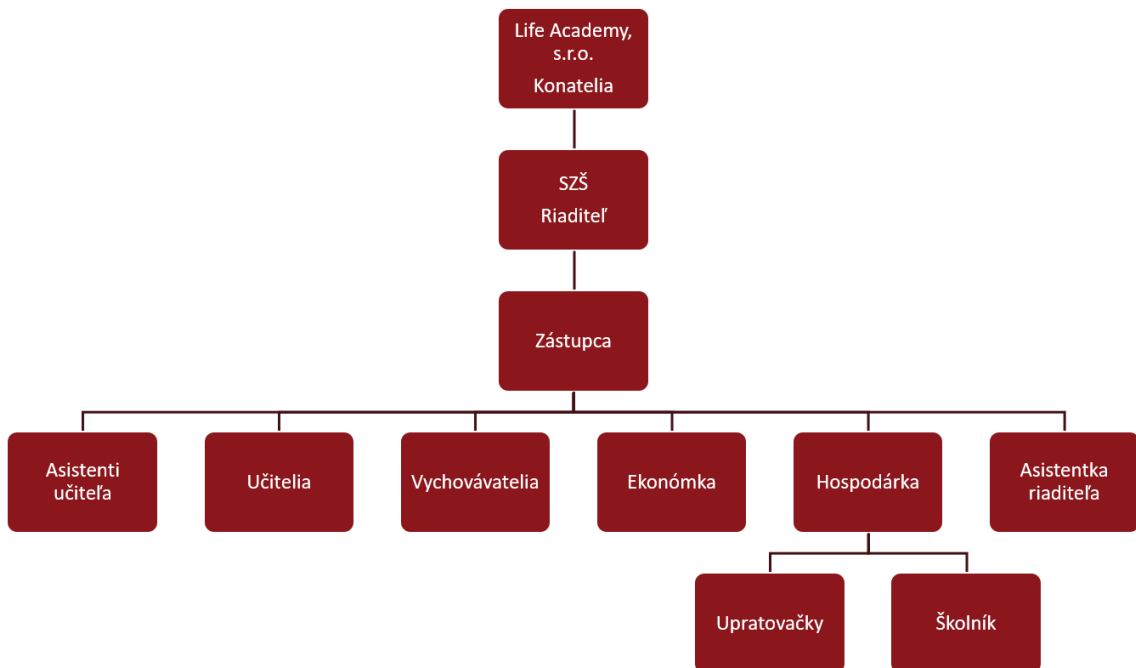 Life Academy,
s.r.o.
Konatelia
SZŠ
Riaditeľ
Zástupca
Asistenti
učiteľa
Učitelia
Vychovávatelia
Ekonómka
Hospodárka
Asistentka
riaditeľa
Upratovačky
Školník